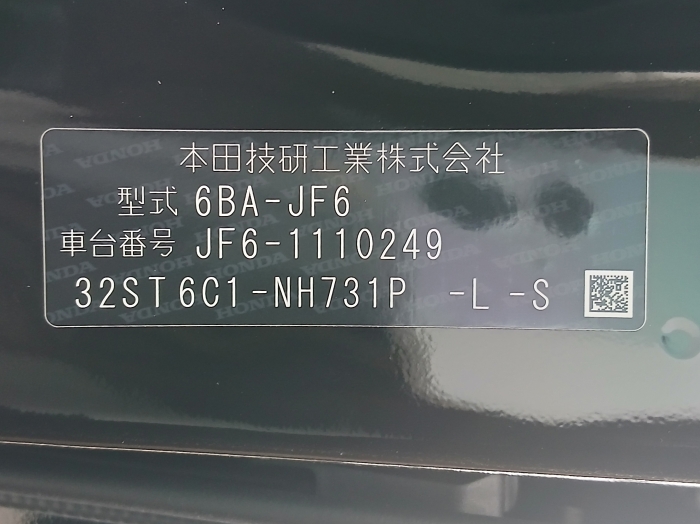 本田技研工業株式会社
型式 6BA-JF6
車台番号 JF6-1110249
32ST6C1-NH731P -L -S